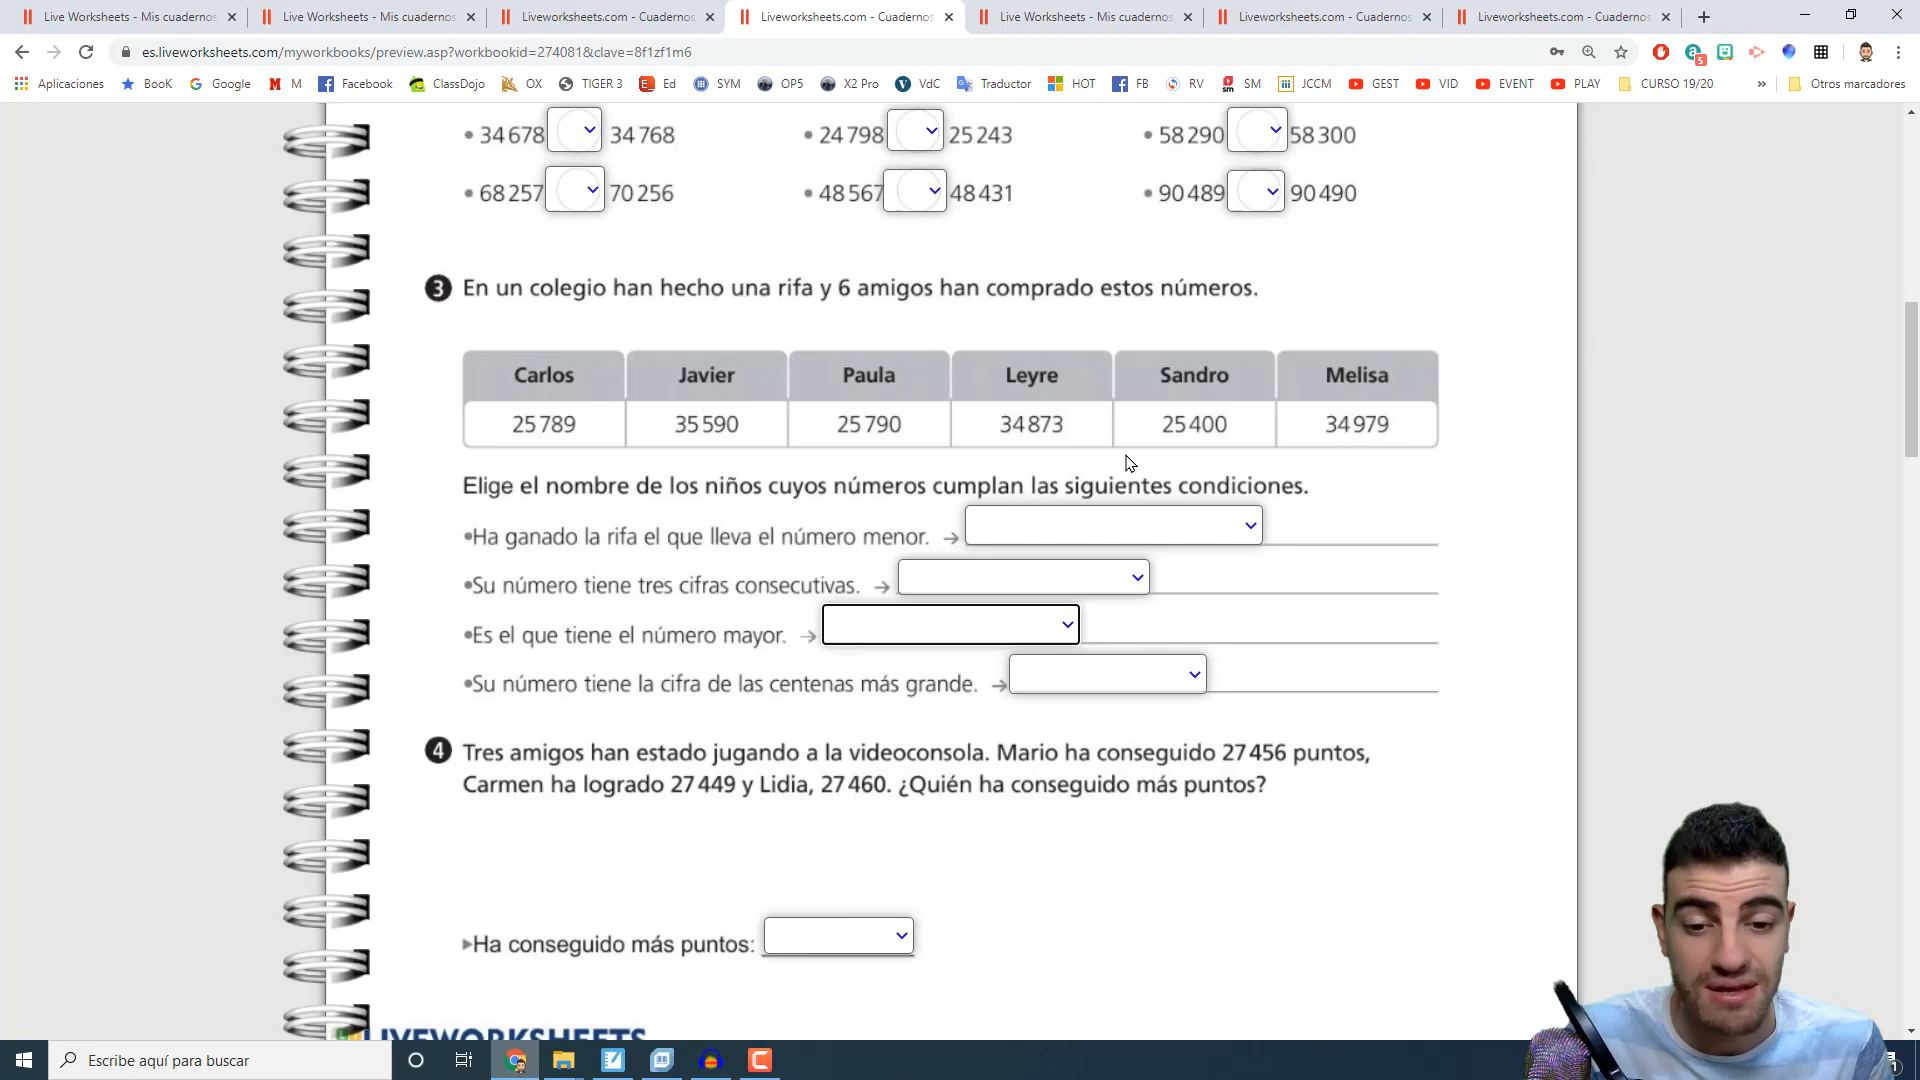 Live Worksheets - Mis cuadernos
Live Worksheets - Mis cuadernos
Liveworksheets.com - Cuadernos
Liveworksheets.com - Cuadernos
Live Worksheets - Mis cuadernos
Liveworksheets.com - Cuadernos
Liveworksheets.com - Cuadernos
es.liveworksheets.com/myworkbooks/preview.asp?workbookid=274081&clave=8f1zf1m6
Aplicaciones BooK Google M Facebook ClassDojo OX TIGER 3 Ed SYM OP5 X2 Pro VdC Traductor HOT FB RV SM JCCM GEST VID EVENT PLAY CURSO 19/20 » Otros marcadores
• 34 678 34 768 • 24 798 25 243 • 58 290 58 300
• 68 257 70 256 • 48 567 48 431 • 90 489 90 490
3 En un colegio han hecho una rifa y 6 amigos han comprado estos números.
Carlos Javier Paula Leyre Sandro Melisa
25 789 35 590 25 790 34 873 25 400 34 979
Elige el nombre de los niños cuyos números cumplan las siguientes condiciones.
•Ha ganado la rifa el que lleva el número menor. →
•Su número tiene tres cifras consecutivas. →
•Es el que tiene el número mayor. →
•Su número tiene la cifra de las centenas más grande. →
4 Tres amigos han estado jugando a la videoconsola. Mario ha conseguido 27 456 puntos,
Carmen ha logrado 27 449 y Lidia, 27 460. ¿Quién ha conseguido más puntos?
▸Ha conseguido más puntos:
LIVEWORKSHEETS
Escribe aquí para buscar